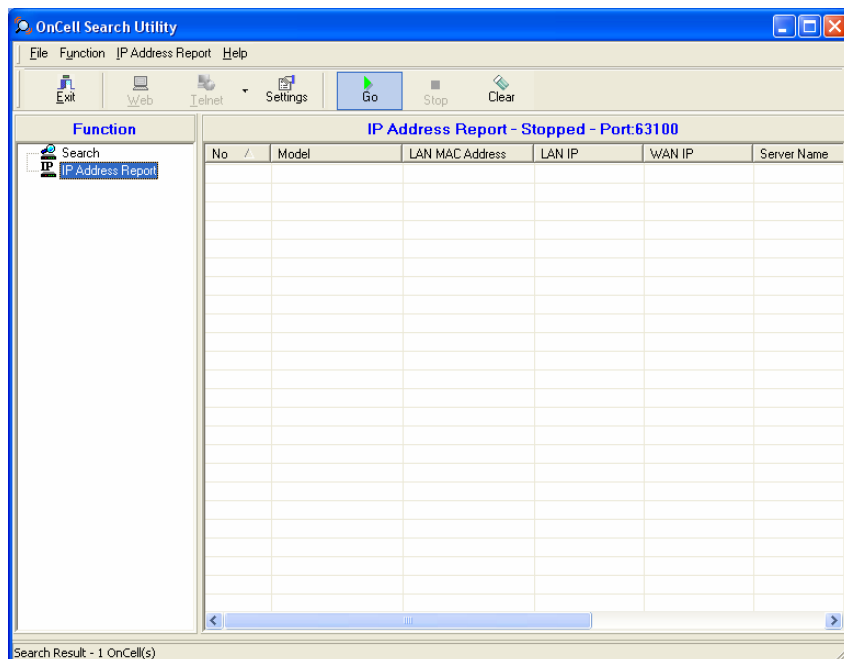 OnCell Search Utility
File Function IP Address Report Help
Exit Web Telnet Settings Go Stop Clear
Function
IP Address Report - Stopped - Port:63100
Search
IP IP Address Report
No Model LAN MAC Address LAN IP WAN IP Server Name
Search Result - 1 OnCell(s)